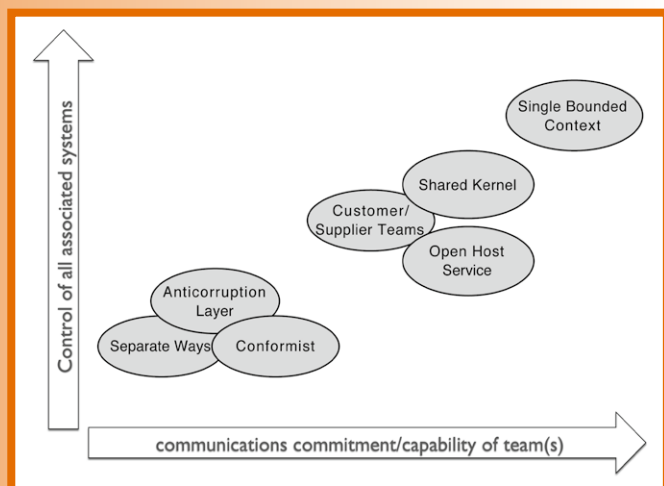 Control of all associated systems
Single Bounded
Context
Shared Kernel
Customer/
Supplier Teams
Open Host
Service
Anticorruption
Layer
Separate Ways
Conformist
communications commitment/capability of team(s)